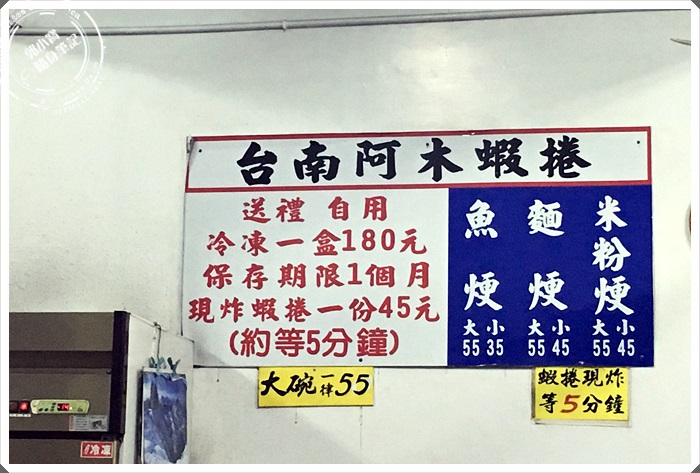 台南阿木蝦捲
送禮 自用
冷凍一盒180元
保存期限1個月
現炸蝦捲一份45元
(約等5分鐘)
魚焿
大小
55 35
麵焿
大小
55 45
米粉焿
大小
55 45
大碗一律55
蝦捲現炸
等5分鐘
冷凍